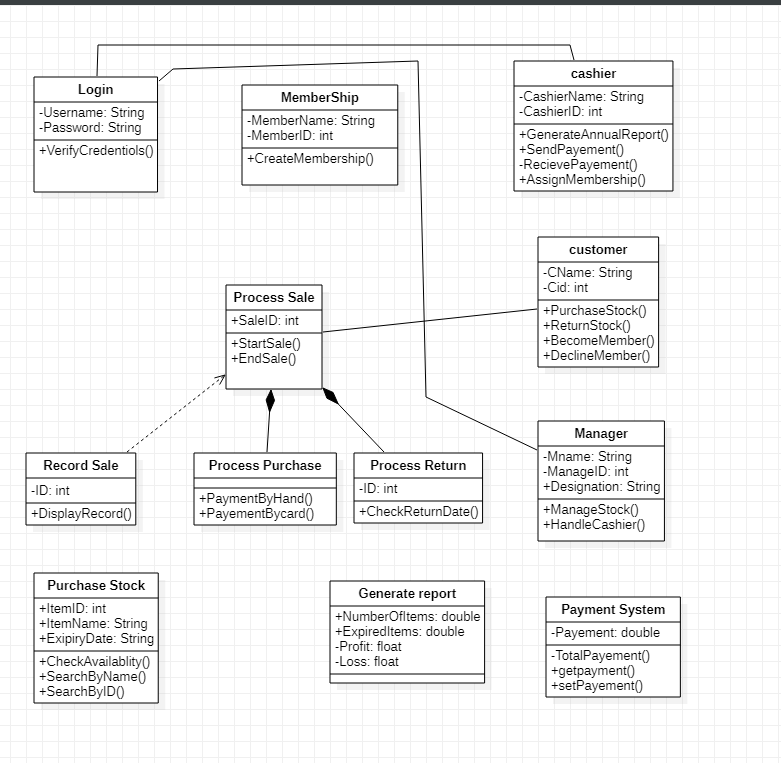 Login
-Username: String
-Password: String
+VerifyCredentiols()
MemberShip
-MemberName: String
-MemberID: int
+CreateMembership()
cashier
-CashierName: String
-CashierID: int
+GenerateAnnualReport()
+SendPayement()
-RecievePayement()
+AssignMembership()
customer
-CName: String
-Cid: int
+PurchaseStock()
+ReturnStock()
+BecomeMember()
+DeclineMember()
Process Sale
+SaleID: int
+StartSale()
+EndSale()
Manager
-Mname: String
-ManageID: int
+Designation: String
+ManageStock()
+HandleCashier()
Record Sale
-ID: int
+DisplayRecord()
Process Purchase
+PaymentByHand()
+PayementBycard()
Process Return
-ID: int
+CheckReturnDate()
Purchase Stock
+ItemID: int
+ItemName: String
+ExipiryDate: String
+CheckAvailablity()
+SearchByName()
+SearchByID()
Generate report
+NumberOfItems: double
+ExpiredItems: double
-Profit: float
-Loss: float
Payment System
-Payement: double
-TotalPayement()
+getpayment()
+setPayement()